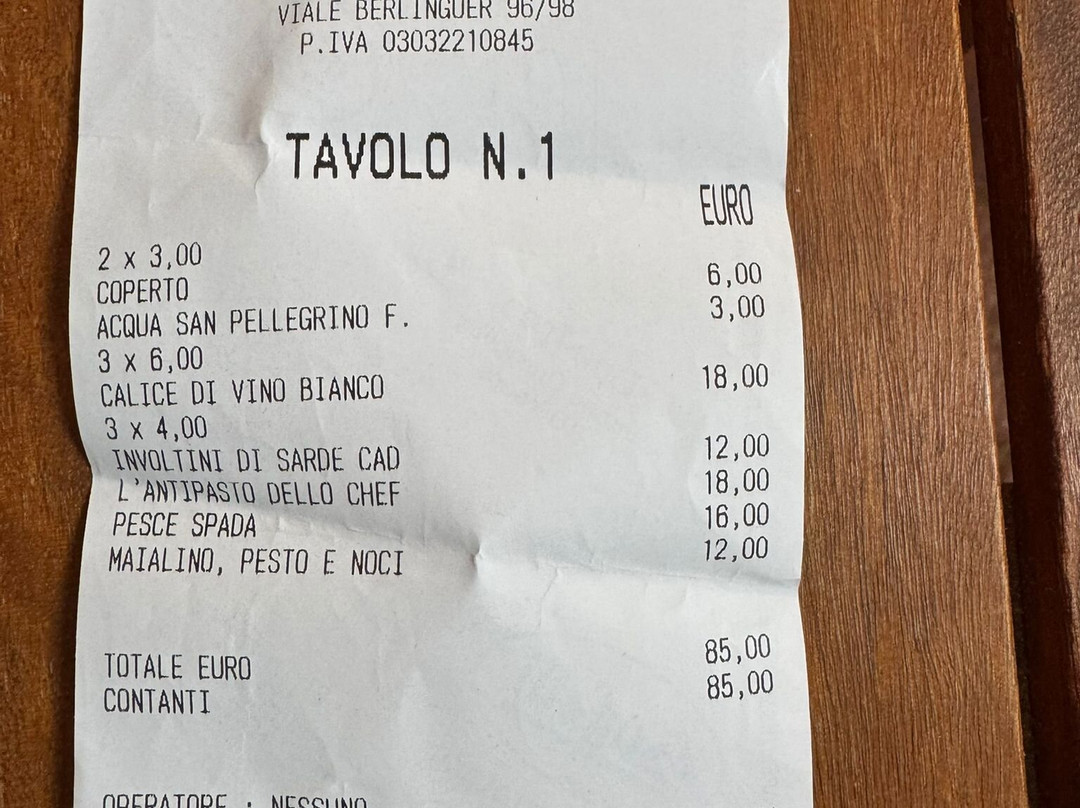 VIALE BERLINGUER 96/98
P.IVA 03032210845
TAVOLO N.1
EURO
2 x 3,00
COPERTO 6,00
ACQUA SAN PELLEGRINO F. 3,00
3 x 6,00
CALICE DI VINO BIANCO 18,00
3 x 4,00
INVOLTINI DI SARDE CAD 12,00
L'ANTIPASTO DELLO CHEF 18,00
PESCE SPADA 16,00
MAIALINO, PESTO E NOCI 12,00
TOTALE EURO 85,00
CONTANTI 85,00
OPERATORE : NESSUNO